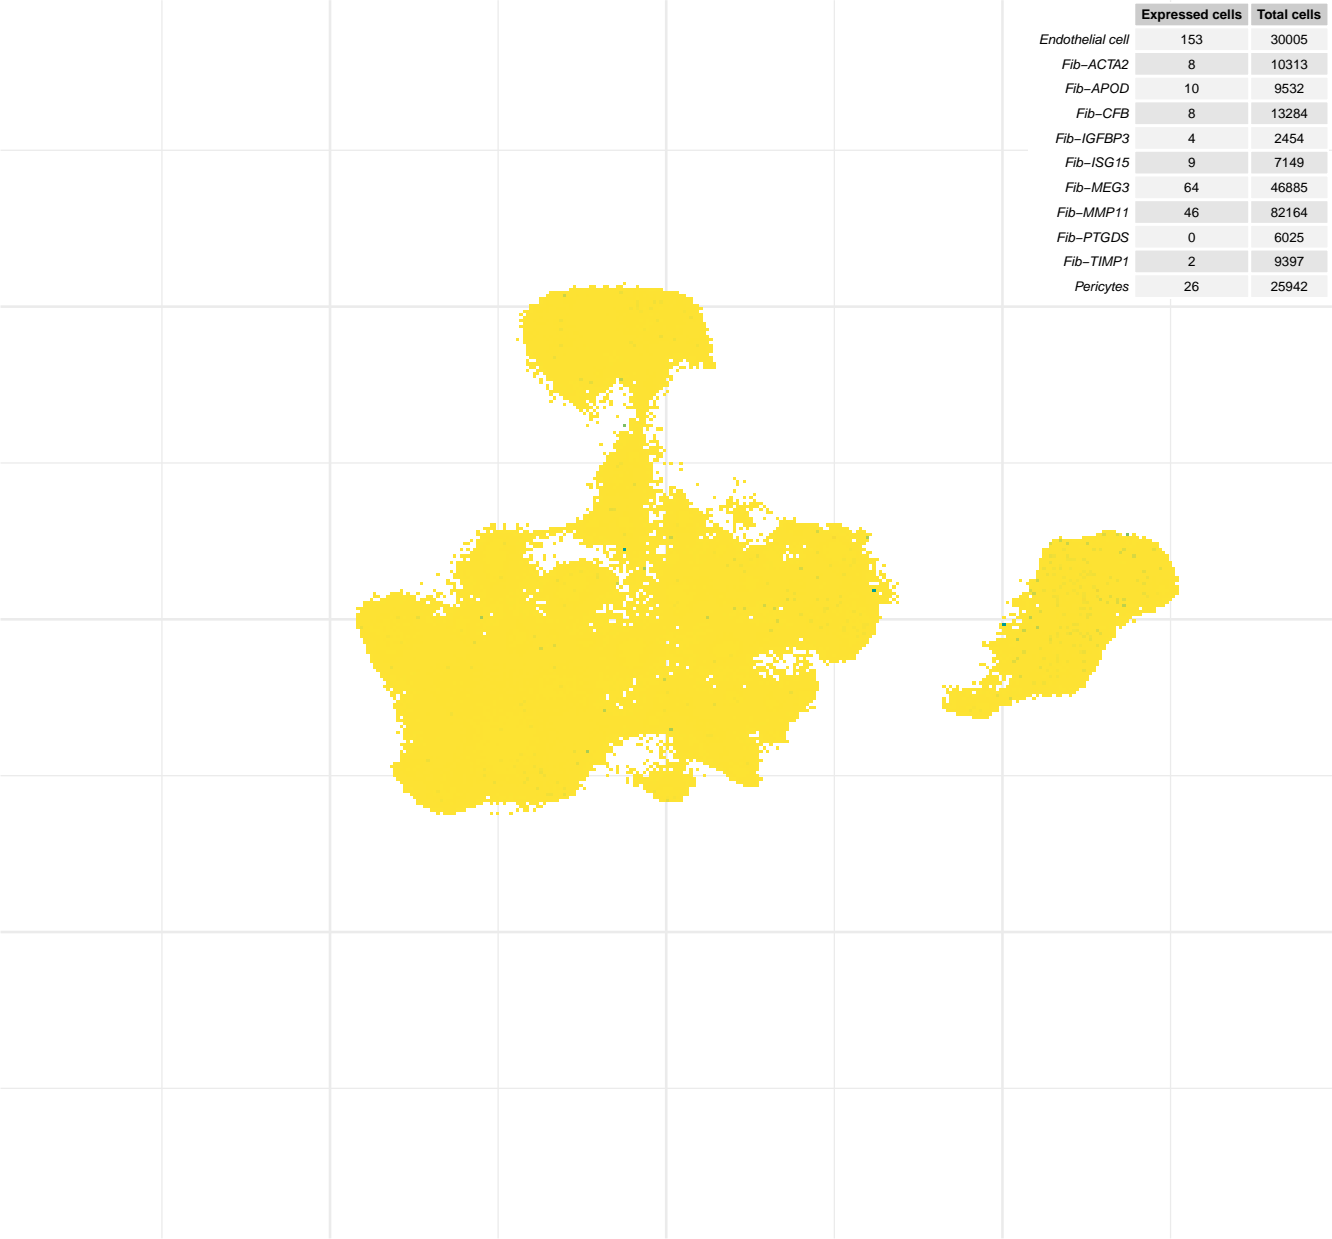 Expressed cells Total cells
Endothelial cell 153 30005
Fib−ACTA2 8 10313
Fib−APOD 10 9532
Fib−CFB 8 13284
Fib−IGFBP3 4 2454
Fib−ISG15 9 7149
Fib−MEG3 64 46885
Fib−MMP11 46 82164
Fib−PTGDS 0 6025
Fib−TIMP1 2 9397
Pericytes 26 25942